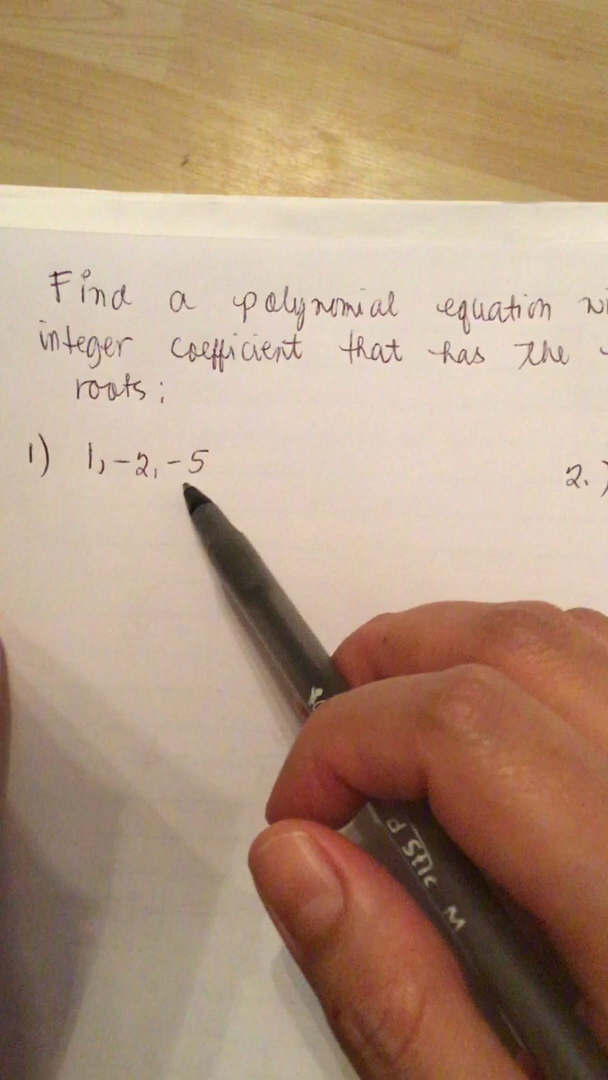 Find a polynomial equation
integer coefficient that has the
roots;
1) 1, -2, -5
2.)